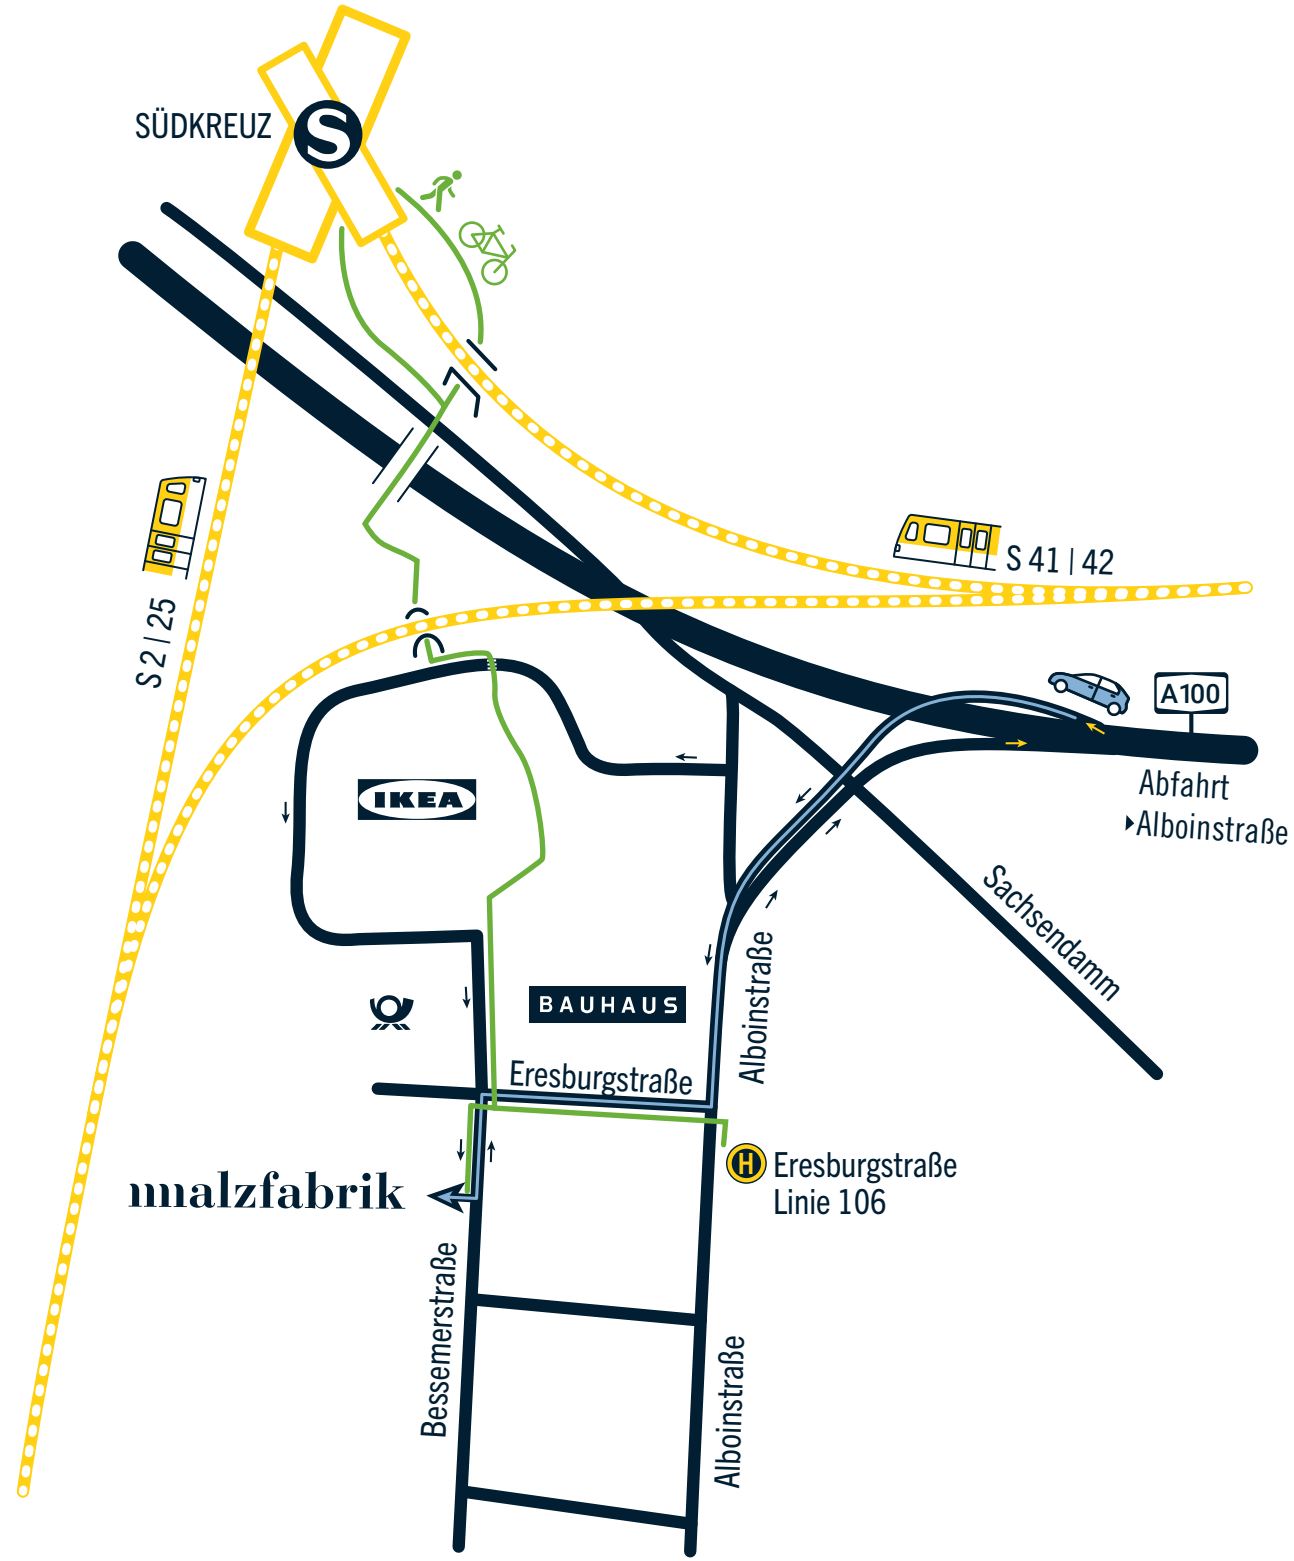 SÜDKREUZ
S
S 41 | 42
S 2 | 25
A100
IKEA
Abfahrt
Alboinstraße
Sachsendamm
BAUHAUS
Alboinstraße
Eresburgstraße
H
Eresburgstraße
Linie 106
malzfabrik
Bessemerstraße
Alboinstraße